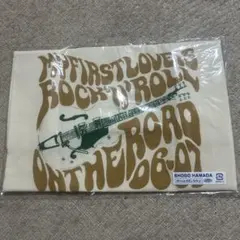 MY FIRST LOVE IS
ROCK'N'ROLL
ON THE ROAD
06-07
SHOGO HAMADA